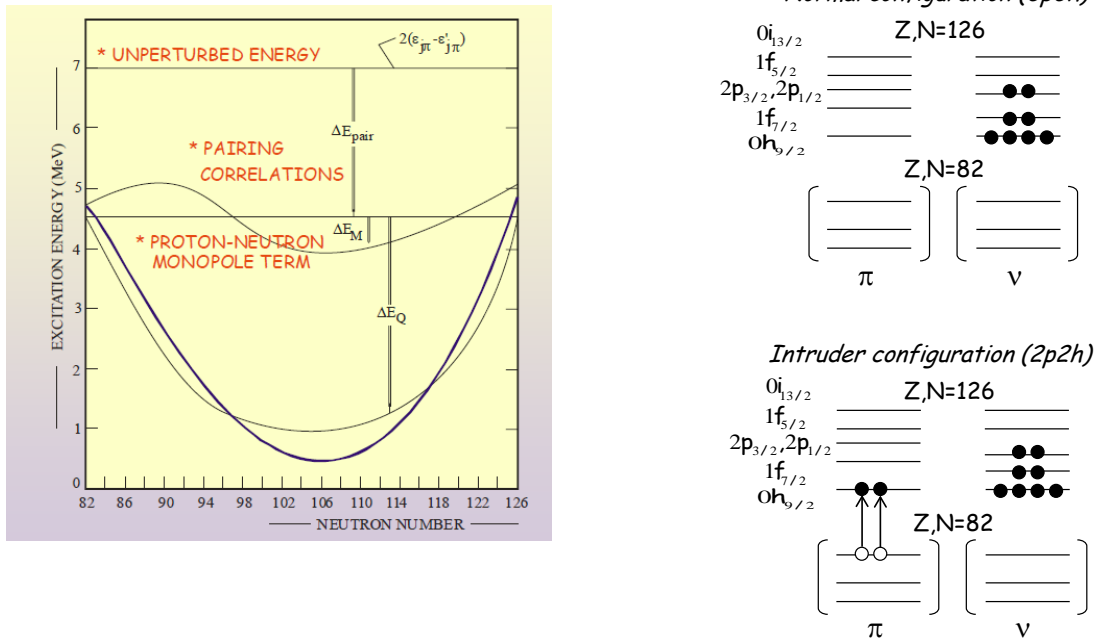 2(ε_jπ-ε'_jπ)
* UNPERTURBED ENERGY
7
6
5
4
3
2
1
0
EXCITATION ENERGY (MeV)
ΔE_pair
* PAIRING
CORRELATIONS
ΔE_M
* PROTON-NEUTRON
MONOPOLE TERM
ΔE_Q
82 86 90 94 98 102 106 110 114 118 122 126
NEUTRON NUMBER
0i_13/2
Z,N=126
1f_5/2
2p_3/2,2p_1/2
1f_7/2
0h_9/2
Z,N=82
π ν
Intruder configuration (2p2h)
0i_13/2
Z,N=126
1f_5/2
2p_3/2,2p_1/2
1f_7/2
0h_9/2
Z,N=82
π ν